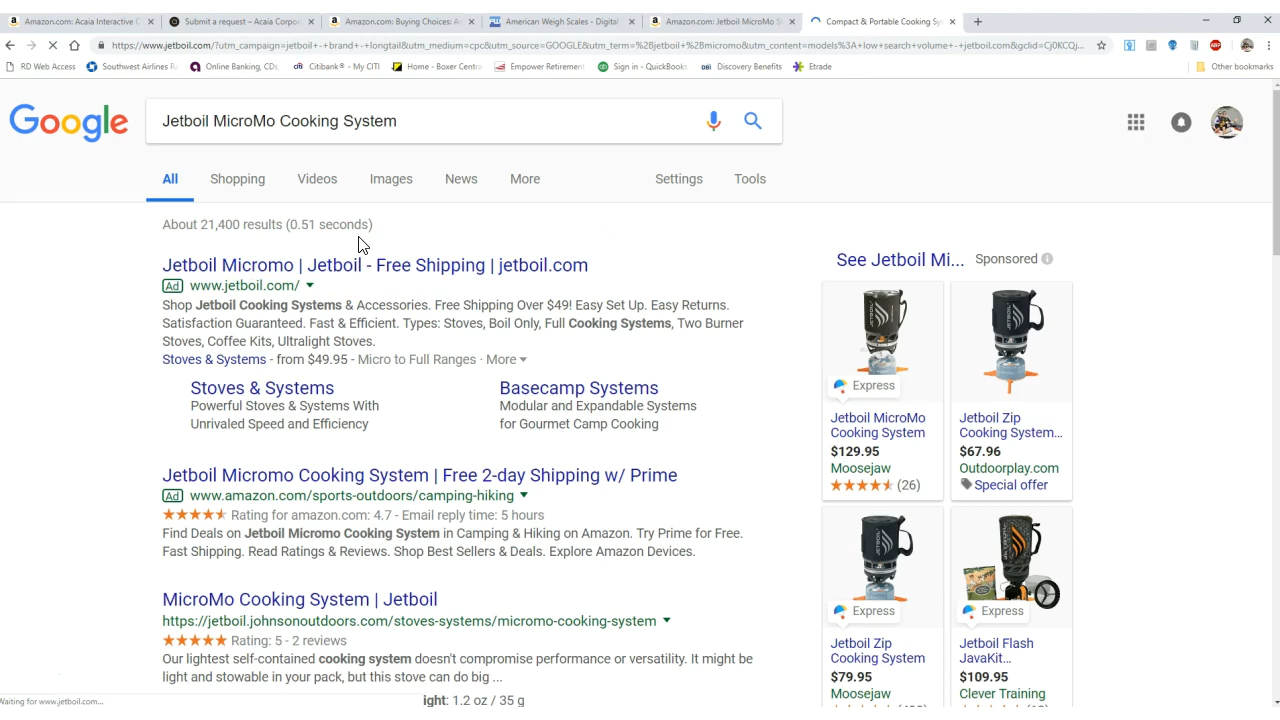 Amazon.com: Acaia Interactive C
Submit a request – Acaia Corpor
Amazon.com: Buying Choices: A
American Weigh Scales - Digital
Amazon.com: Jetboil MicroMo S
Compact & Portable Cooking Sy
https://www.jetboil.com/?utm_campaign=jetboil+-+brand+-+longtail&utm_medium=cpc&utm_source=GOOGLE&utm_term=%2Bjetboil+%2Bmicromo&utm_content=models%3A+low+search+volume+-+jetboil.com&gclid=Cj0KCQj...
RD Web Access
Southwest Airlines R
Online Banking, CDs
Citibank® - My CITI
Home - Boxer Centra
Empower Retirement
Sign in - QuickBooks
Discovery Benefits
Etrade
Other bookmarks
Google
Jetboil MicroMo Cooking System
All Shopping Videos Images News More Settings Tools
About 21,400 results (0.51 seconds)
Jetboil Micromo | Jetboil - Free Shipping | jetboil.com
Ad www.jetboil.com/
Shop Jetboil Cooking Systems & Accessories. Free Shipping Over $49! Easy Set Up. Easy Returns.
Satisfaction Guaranteed. Fast & Efficient. Types: Stoves, Boil Only, Full Cooking Systems, Two Burner
Stoves, Coffee Kits, Ultralight Stoves.
Stoves & Systems - from $49.95 - Micro to Full Ranges · More
Stoves & Systems
Powerful Stoves & Systems With
Unrivaled Speed and Efficiency
Basecamp Systems
Modular and Expandable Systems
for Gourmet Camp Cooking
Jetboil Micromo Cooking System | Free 2-day Shipping w/ Prime
Ad www.amazon.com/sports-outdoors/camping-hiking
Rating for amazon.com: 4.7 - Email reply time: 5 hours
Find Deals on Jetboil Micromo Cooking System in Camping & Hiking on Amazon. Try Prime for Free.
Fast Shipping. Read Ratings & Reviews. Shop Best Sellers & Deals. Explore Amazon Devices.
MicroMo Cooking System | Jetboil
https://jetboil.johnsonoutdoors.com/stoves-systems/micromo-cooking-system
Rating: 5 - 2 reviews
Our lightest self-contained cooking system doesn't compromise performance or versatility. It might be
light and stowable in your pack, but this stove can do big ...
ight: 1.2 oz / 35 g
Waiting for www.jetboil.com...
See Jetboil Mi... Sponsored
Express
Jetboil MicroMo
Cooking System
$129.95
Moosejaw
(26)
Jetboil Zip
Cooking System…
$67.96
Outdoorplay.com
Special offer
Express
Jetboil Zip
Cooking System
$79.95
Moosejaw
Express
Jetboil Flash
JavaKit…
$109.95
Clever Training